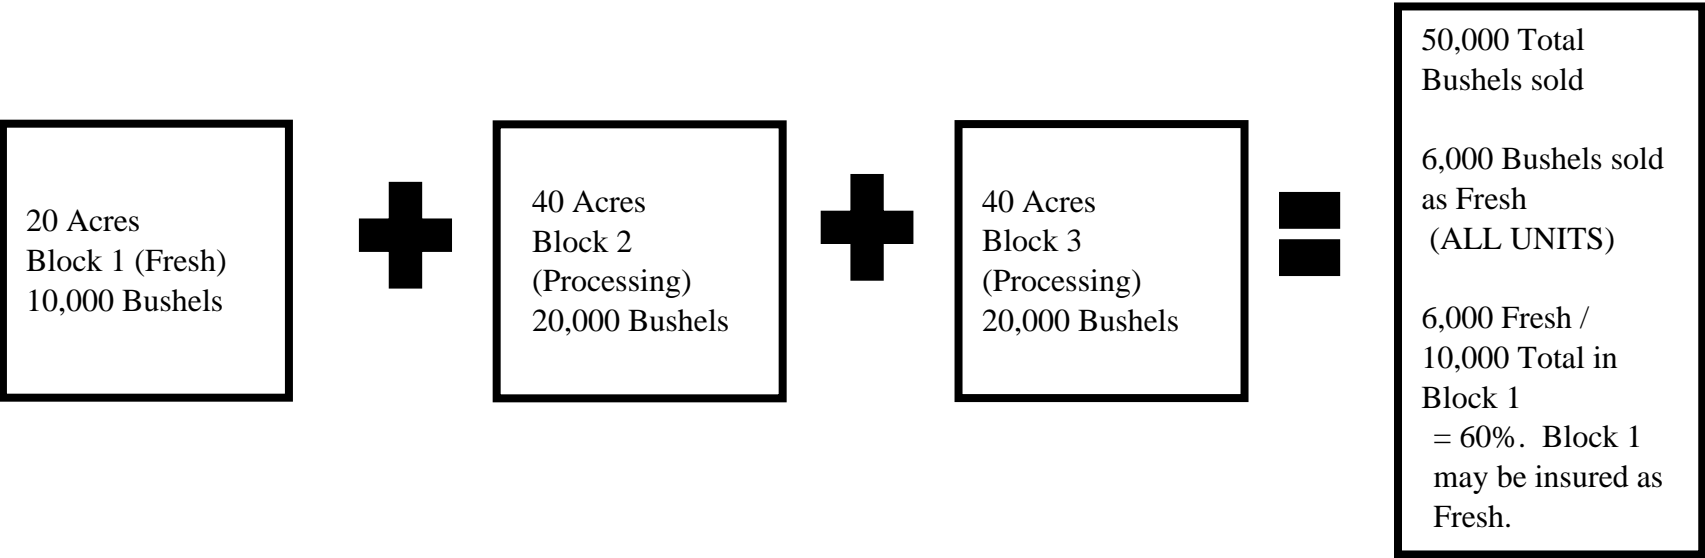 20 Acres
Block 1 (Fresh)
10,000 Bushels
40 Acres
Block 2
(Processing)
20,000 Bushels
40 Acres
Block 3
(Processing)
20,000 Bushels
50,000 Total
Bushels sold
6,000 Bushels sold
as Fresh
(ALL UNITS)
6,000 Fresh /
10,000 Total in
Block 1
= 60%.  Block 1
may be insured as
Fresh.